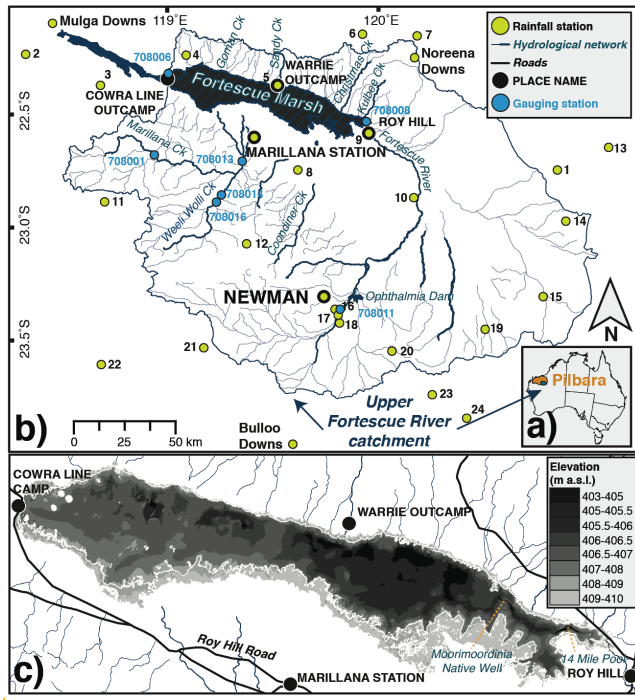 119°S
120°S
Mulga Downs
2
708006
4
Goman Ck
Sandy Ck
6
7
Noreena
Downs
Rainfall station
Hydrological network
Roads
PLACE NAME
Gauging station
3
WARRIE
OUTCAMP
5
Christmas Ck
Kulbee Ck
COWRA LINE
OUTCAMP
Fortescue Marsh
708008
ROY HILL
9
22.5°S
Marillana Ck
MARILLANA STATION
Fortescue
River
13
708001
708013
8
1
708014
10
11
Weeli Wolli Ck
708016
Coondiner Ck
14
23.0°S
12
NEWMAN
Ophthalmia Dam
16
17
18
708011
15
N
23.5°S
21
20
19
22
23
24
Pilbara
a)
b)
0
25
50 km
Upper
Fortescue River
catchment
Bulloo
Downs
COWRA LINE
CAMP
WARRIE OUTCAMP
Elevation
(m a.s.l.)
403-405
405-405.5
405.5-406
406-406.5
406.5-407
407-408
408-409
409-410
Moorimoordinia
Native Well
14 Mile Pool
ROY HILL
Roy Hill Road
MARILLANA STATION
c)